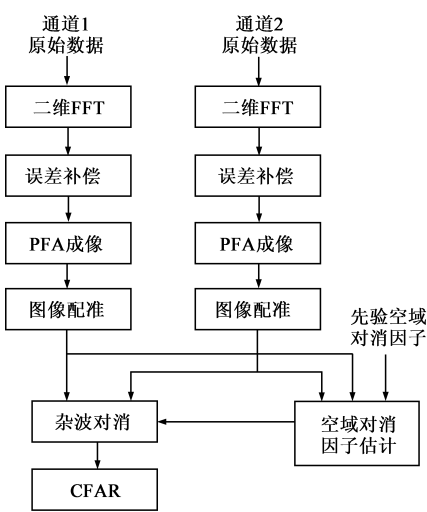 通道1
原始数据
通道2
原始数据
二维FFT
二维FFT
误差补偿
误差补偿
PFA成像
PFA成像
图像配准
图像配准
先验空域
对消因子
杂波对消
空域对消
因子估计
CFAR